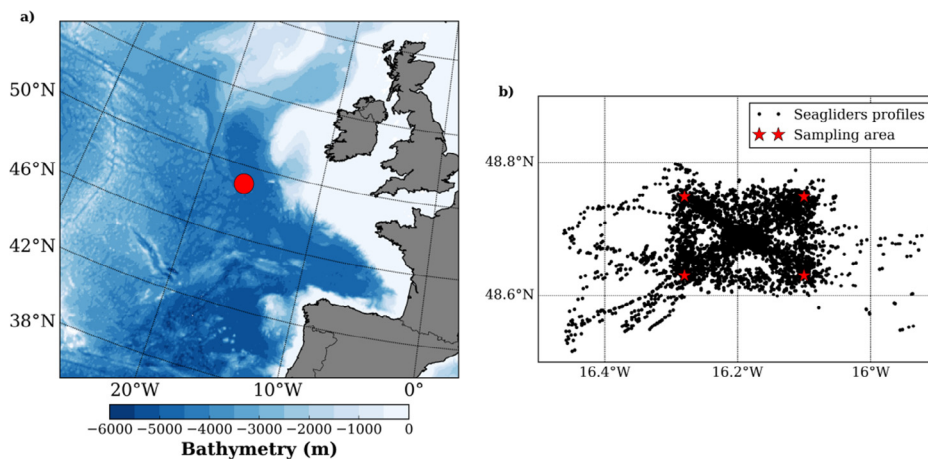 a)
50°N
46°N
42°N
38°N
20°W 10°W 0°
−6000 −5000 −4000 −3000 −2000 −1000 0
Bathymetry (m)
b)
Seagliders profiles
Sampling area
48.8°N
48.6°N
16.4°W 16.2°W 16°W